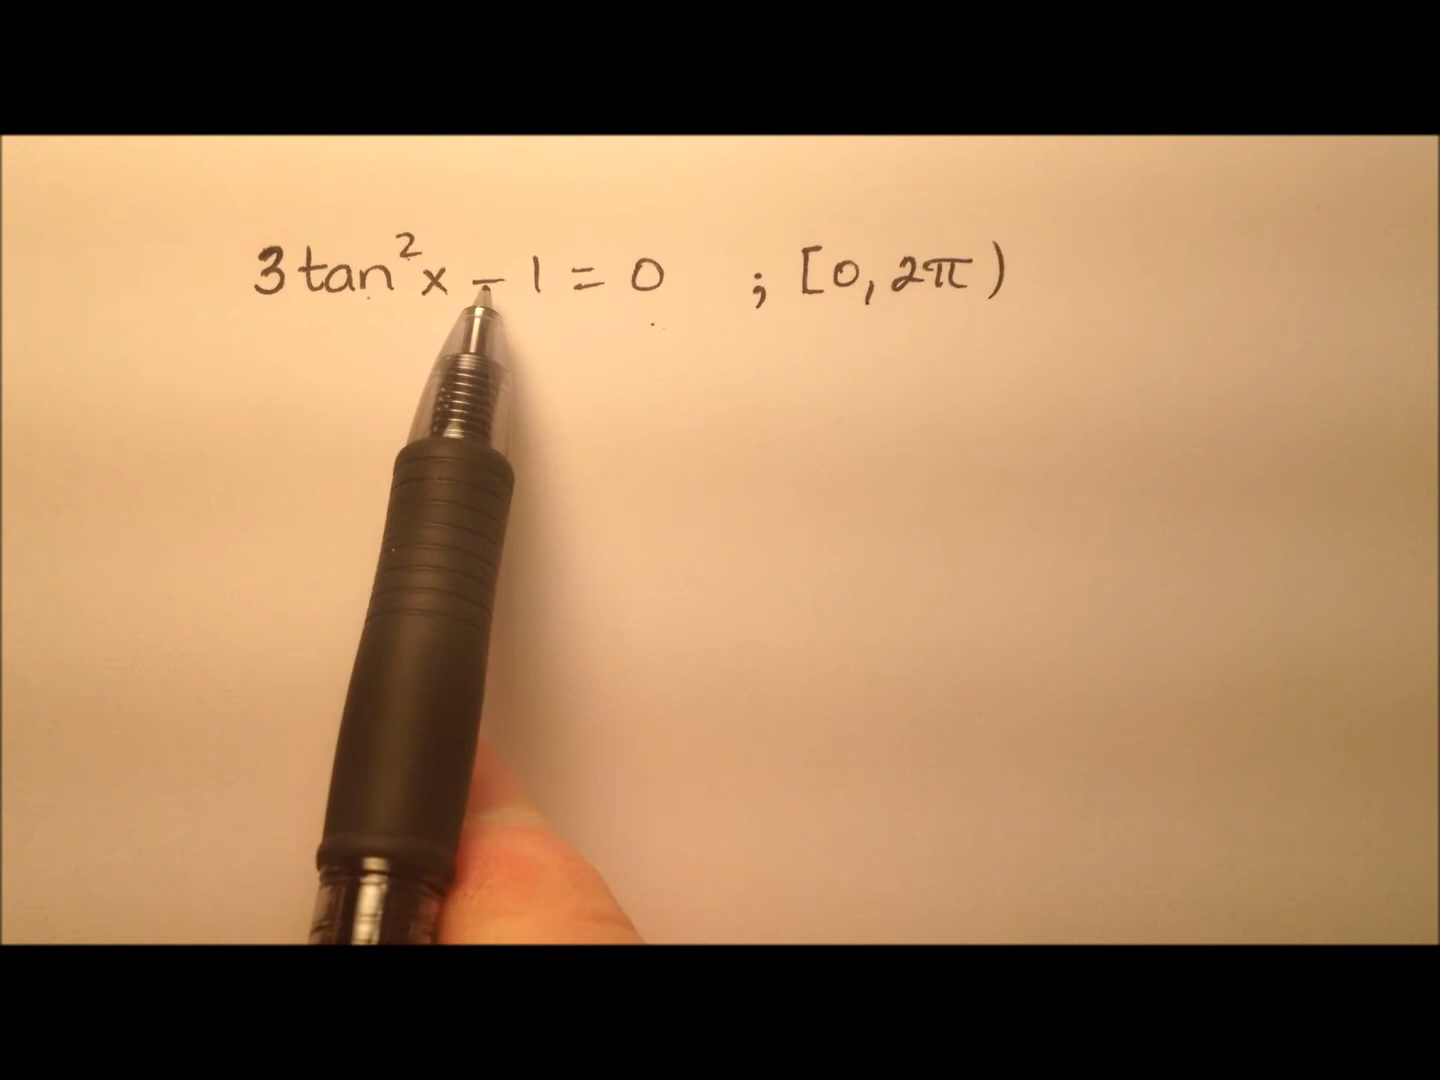 3tan²x - 1 = 0 ; [0, 2π)